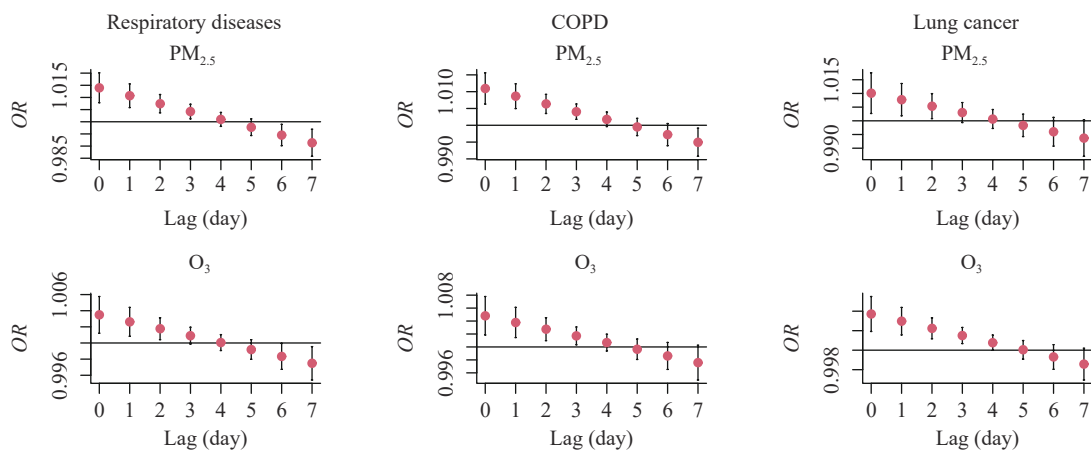 Respiratory diseases
PM2.5
OR
1.015
0.985
0 1 2 3 4 5 6 7
Lag (day)
COPD
PM2.5
OR
1.010
0.990
0 1 2 3 4 5 6 7
Lag (day)
Lung cancer
PM2.5
OR
1.015
0.990
0 1 2 3 4 5 6 7
Lag (day)
O3
OR
1.006
0.996
0 1 2 3 4 5 6 7
Lag (day)
O3
OR
1.008
0.996
0 1 2 3 4 5 6 7
Lag (day)
O3
OR
0.998
0 1 2 3 4 5 6 7
Lag (day)